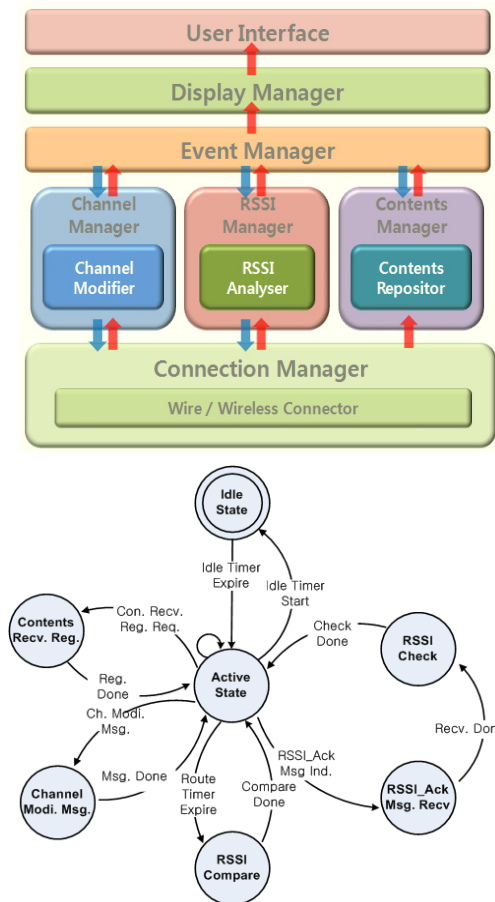 User Interface
Display Manager
Event Manager
Channel
Manager
Channel
Modifier
RSSI
Manager
RSSI
Analyser
Contents
Manager
Contents
Repositor
Connection Manager
Wire / Wireless Connector
Idle
State
Idle Timer
Expire
Idle Timer
Start
Con. Recv.
Reg. Req.
Contents
Recv. Reg.
Check
Done
RSSI
Check
Reg.
Done
Active
State
Ch. Modi.
Msg.
Recv. Don
Msg. Done
Route
Timer
Expire
Compare
Done
RSSI_Ack
Msg Ind.
Channel
Modi. Msg.
RSSI_Ack
Msg. Recv
RSSI
Compare